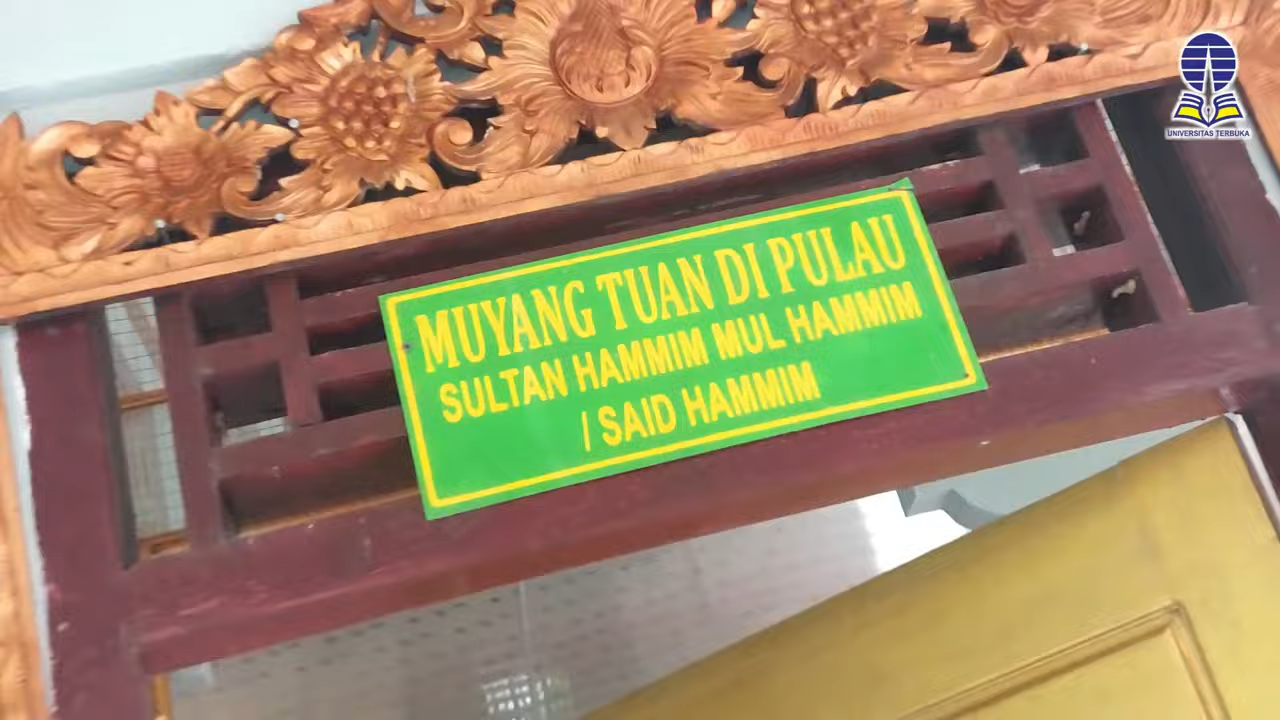 MUYANG TUAN DI PULAU
SULTAN HAMMIM MUL HAMMIM
/ SAID HAMMIM
UNIVERSITAS TERBUKA